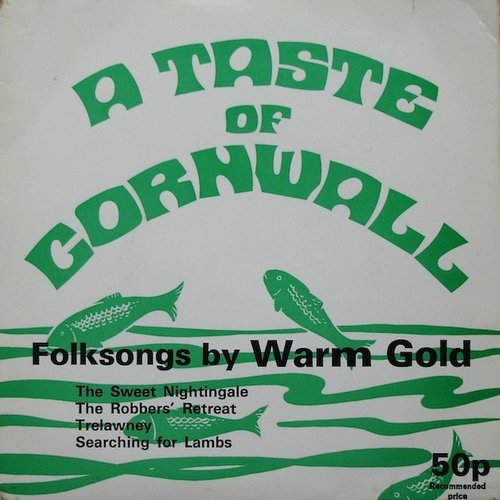 A TASTE
OF
CORNWALL
Folksongs by Warm Gold
The Sweet Nightingale
The Robbers' Retreat
Trelawney
Searching for Lambs
50p
Recommended
price